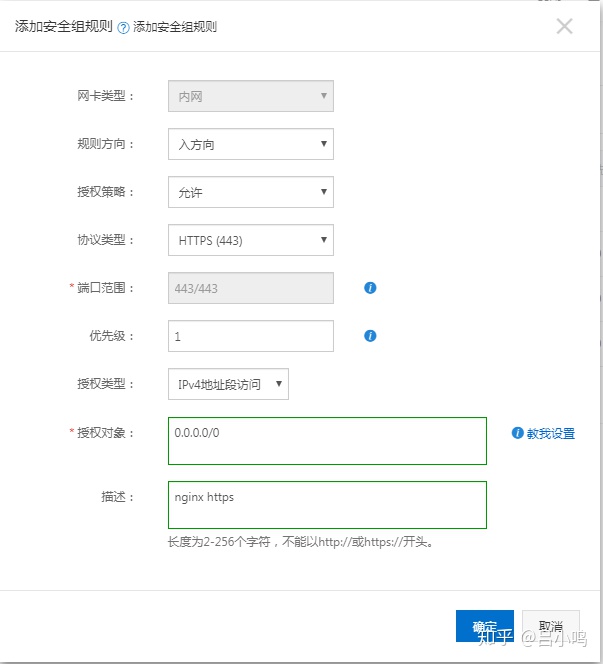 添加安全组规则 ? 添加安全组规则
网卡类型： 内网
规则方向： 入方向
授权策略： 允许
协议类型： HTTPS (443)
* 端口范围： 443/443
优先级： 1
授权类型： IPv4地址段访问
* 授权对象： 0.0.0.0/0 教我设置
描述： nginx https
长度为2-256个字符，不能以http://或https://开头。
确定 取消
知乎 @吕小鸣